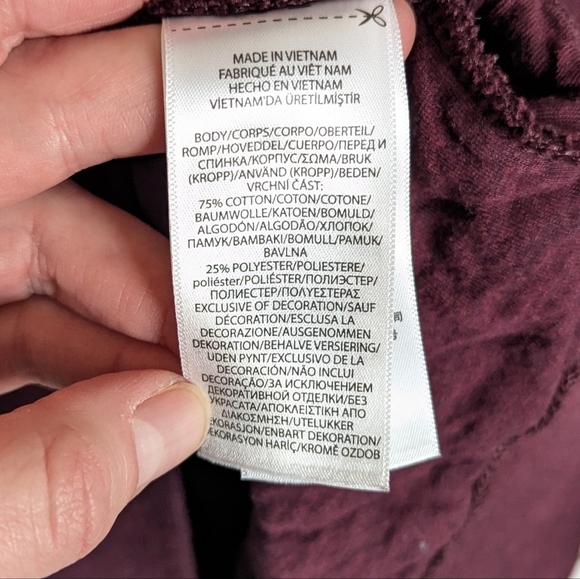 MADE IN VIETNAM
FABRIQUÉ AU VIÊT NAM
HECHO EN VIETNAM
VİETNAM'DA ÜRETİLMİŞTİR
BODY/CORPS/CORPO/OBERTEIL/
ROMP/HOVEDDEL/CUERPO/ПЕРЕД И
СПИНКА/КОРПУС/ΣΩΜΑ/BRUK
(KROPP)/ANVÄND (KROPP)/BEDEN/
VRCHNÍ ČÁST:
75% COTTON/COTON/COTONE/
BAUMWOLLE/KATOEN/BOMULD/
ALGODÓN/ALGODÃO/ХЛОПОК/
ПАМУК/ΒΑΜΒΑΚΙ/BOMULL/PAMUK/
BAVLNA
25% POLYESTER/POLIESTERE/
poliéster/POLIÉSTER/ПОЛИЭСТЕР/
ПОЛИЕСТЕР/ΠΟΛΥΕΣΤΕΡΑΣ
EXCLUSIVE OF DECORATION/SAUF
DÉCORATION/ESCLUSA LA
DECORAZIONE/AUSGENOMMEN
DEKORATION/BEHALVE VERSIERING/
UDEN PYNT/EXCLUSIVO DE LA
DECORACIÓN/NÃO INCLUI
DECORAÇÃO/ЗА ИСКЛЮЧЕНИЕМ
ДЕКОРАТИВНОЙ ОТДЕЛКИ/БЕЗ
УКРАСАТА/ΑΠΟΚΛΕΙΣΤΙΚΗ ΑΠΟ
ΔΙΑΚΟΣΜΗΣΗ/UTELUKKER
DEKORASJON/ENBART DEKORATION/
DEKORASYON HARİÇ/KROMĚ OZDOB